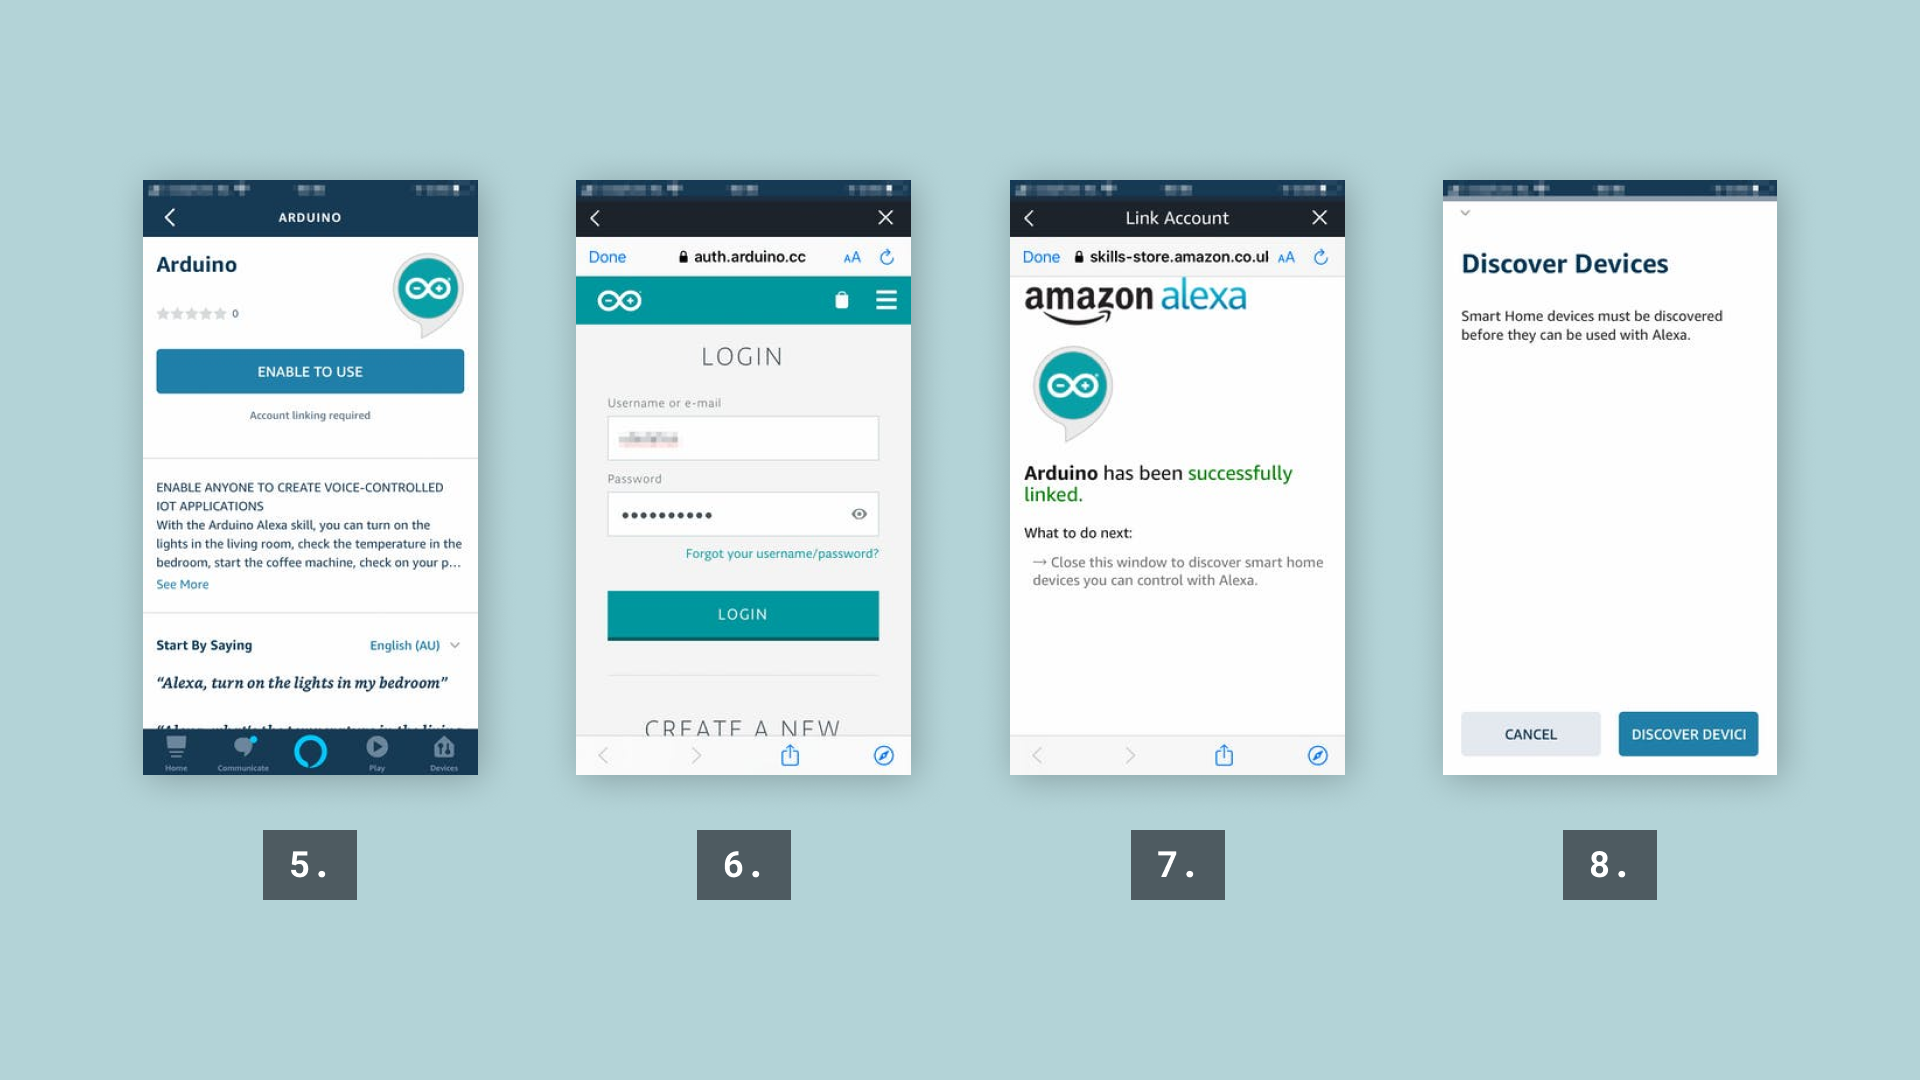 ARDUINO
Arduino
0
ENABLE TO USE
Account linking required
ENABLE ANYONE TO CREATE VOICE-CONTROLLED
IOT APPLICATIONS
With the Arduino Alexa skill, you can turn on the
lights in the living room, check the temperature in the
bedroom, start the coffee machine, check on your p...
See More
Start By Saying
English (AU)
“Alexa, turn on the lights in my bedroom”
Home
Communicate
Play
Devices
5.
Done
auth.arduino.cc
AA
LOGIN
Username or e-mail
Password
••••••••••
Forgot your username/password?
LOGIN
CREATE A NEW
6.
Link Account
Done
skills-store.amazon.co.uk
AA
amazon alexa
Arduino has been successfully
linked.
What to do next:
→ Close this window to discover smart home
devices you can control with Alexa.
7.
Discover Devices
Smart Home devices must be discovered
before they can be used with Alexa.
CANCEL
DISCOVER DEVICI
8.